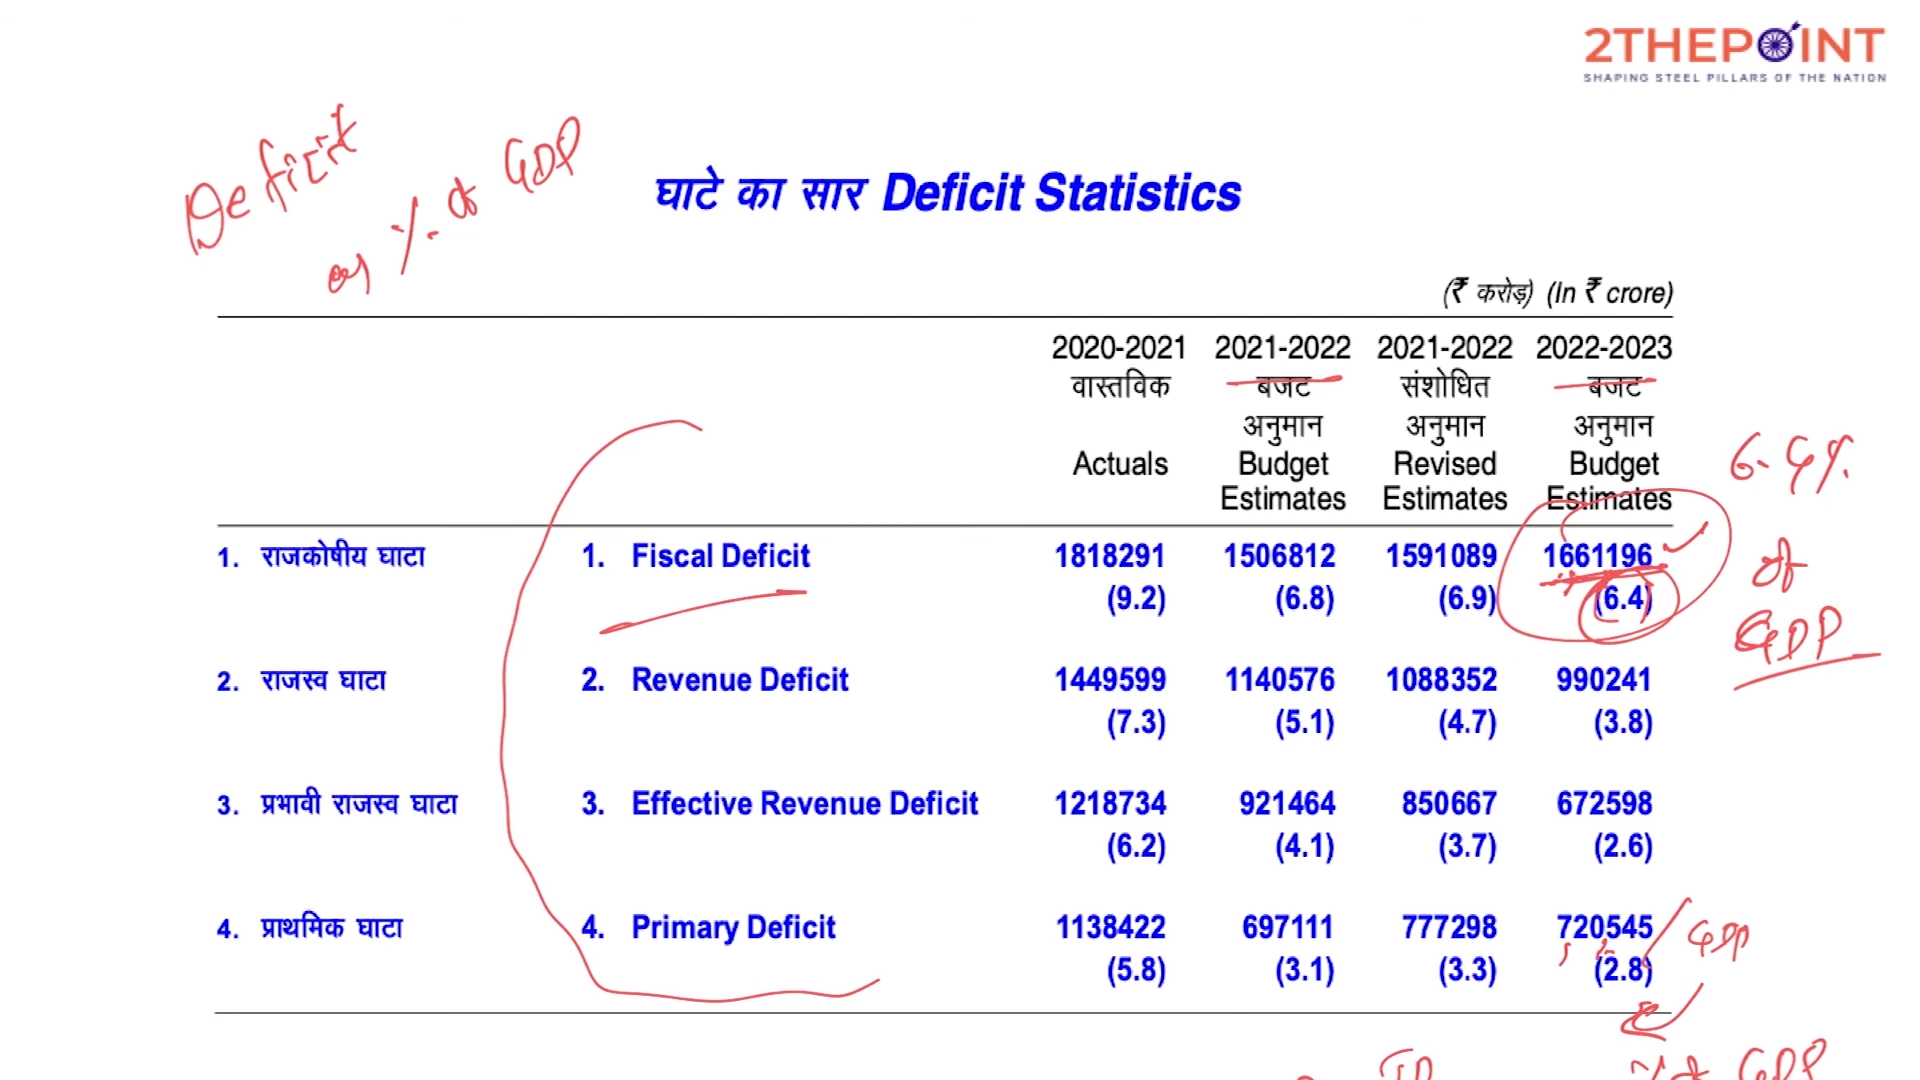 2THEPOINT
SHAPING STEEL PILLARS OF THE NATION
Deficit
as % of GDP
घाटे का सार Deficit Statistics
(₹ करोड़) (In ₹ crore)
2020-2021 2021-2022 2021-2022 2022-2023
वास्तविक बजट संशोधित बजट
अनुमान अनुमान अनुमान
Actuals Budget Revised Budget
Estimates Estimates Estimates
6.4%
of
GDP
1. राजकोषीय घाटा 1. Fiscal Deficit 1818291 1506812 1591089 1661196
(9.2) (6.8) (6.9) (6.4)
2. राजस्व घाटा 2. Revenue Deficit 1449599 1140576 1088352 990241
(7.3) (5.1) (4.7) (3.8)
3. प्रभावी राजस्व घाटा 3. Effective Revenue Deficit 1218734 921464 850667 672598
(6.2) (4.1) (3.7) (2.6)
4. प्राथमिक घाटा 4. Primary Deficit 1138422 697111 777298 720545
GDP
(5.8) (3.1) (3.3) (2.8)
% of GDP